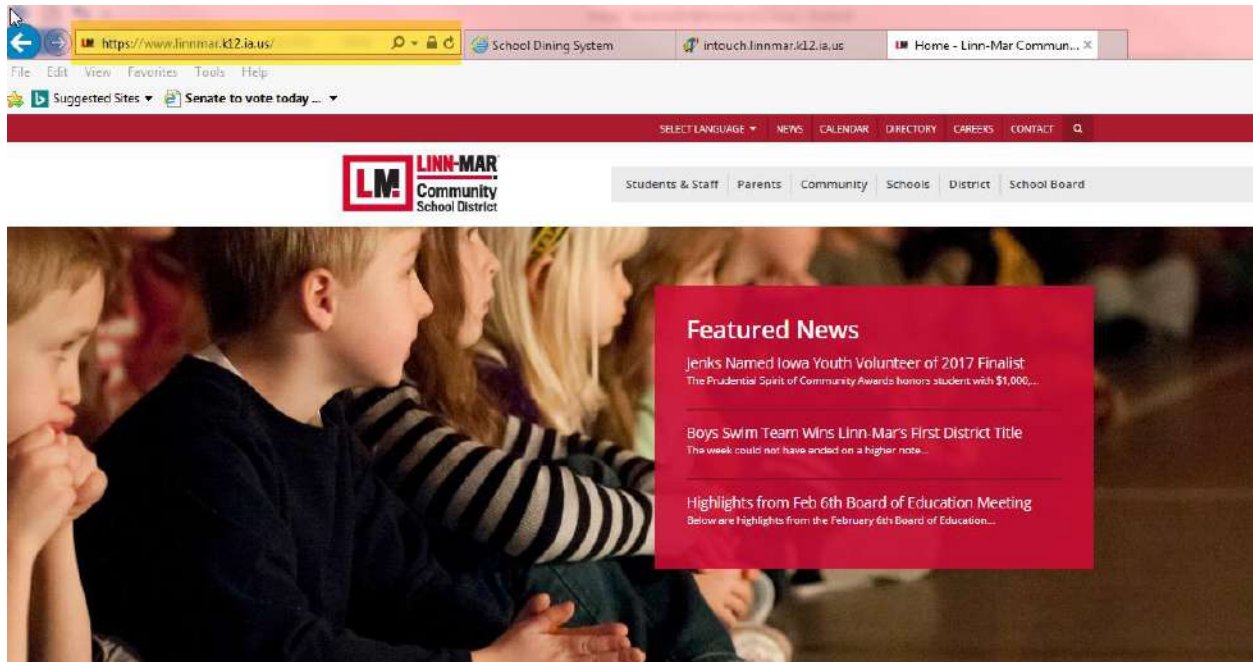 https://www.linnmar.k12.ia.us/
School Dining System
intouch.linnmar.k12.ia.us
Home - Linn-Mar Commun...
File Edit View Favorites Tools Help
Suggested Sites
Senate to vote today ...
SELECT LANGUAGE NEWS CALENDAR DIRECTORY CAREERS CONTACT
LM
LINN-MAR
Community
School District
Students & Staff Parents Community Schools District School Board
Featured News
Jenks Named Iowa Youth Volunteer of 2017 Finalist
The Prudential Spirit of Community Awards honors student with $1,000,...
Boys Swim Team Wins Linn-Mar's First District Title
The week could not have ended on a higher note...
Highlights from Feb 6th Board of Education Meeting
Below are highlights from the February 6th Board of Education...